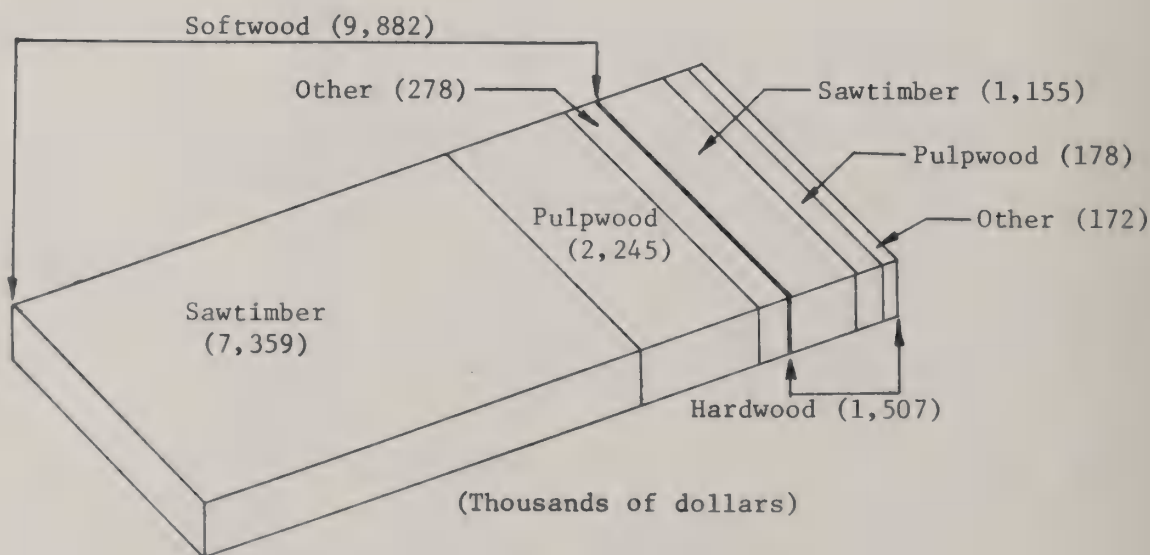 Softwood (9,882)
Other (278)
Sawtimber (1,155)
Pulpwood (178)
Other (172)
Pulpwood
(2,245)
Sawtimber
(7,359)
Hardwood (1,507)
(Thousands of dollars)